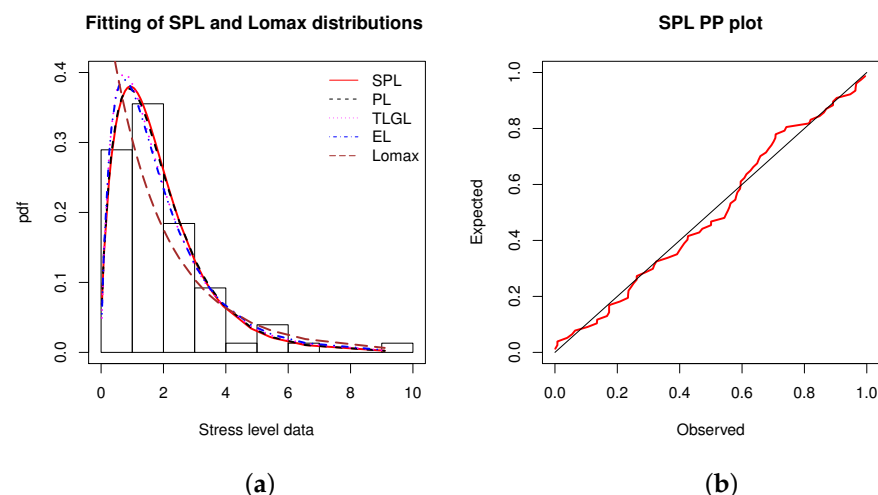 Fitting of SPL and Lomax distributions
SPL PP plot
0.4
0.3
0.2
0.1
0.0
pdf
SPL
PL
TLGL
EL
Lomax
0 2 4 6 8 10
Stress level data
1.0
0.8
0.6
0.4
0.2
0.0
Expected
0.0 0.2 0.4 0.6 0.8 1.0
Observed
(a)
(b)